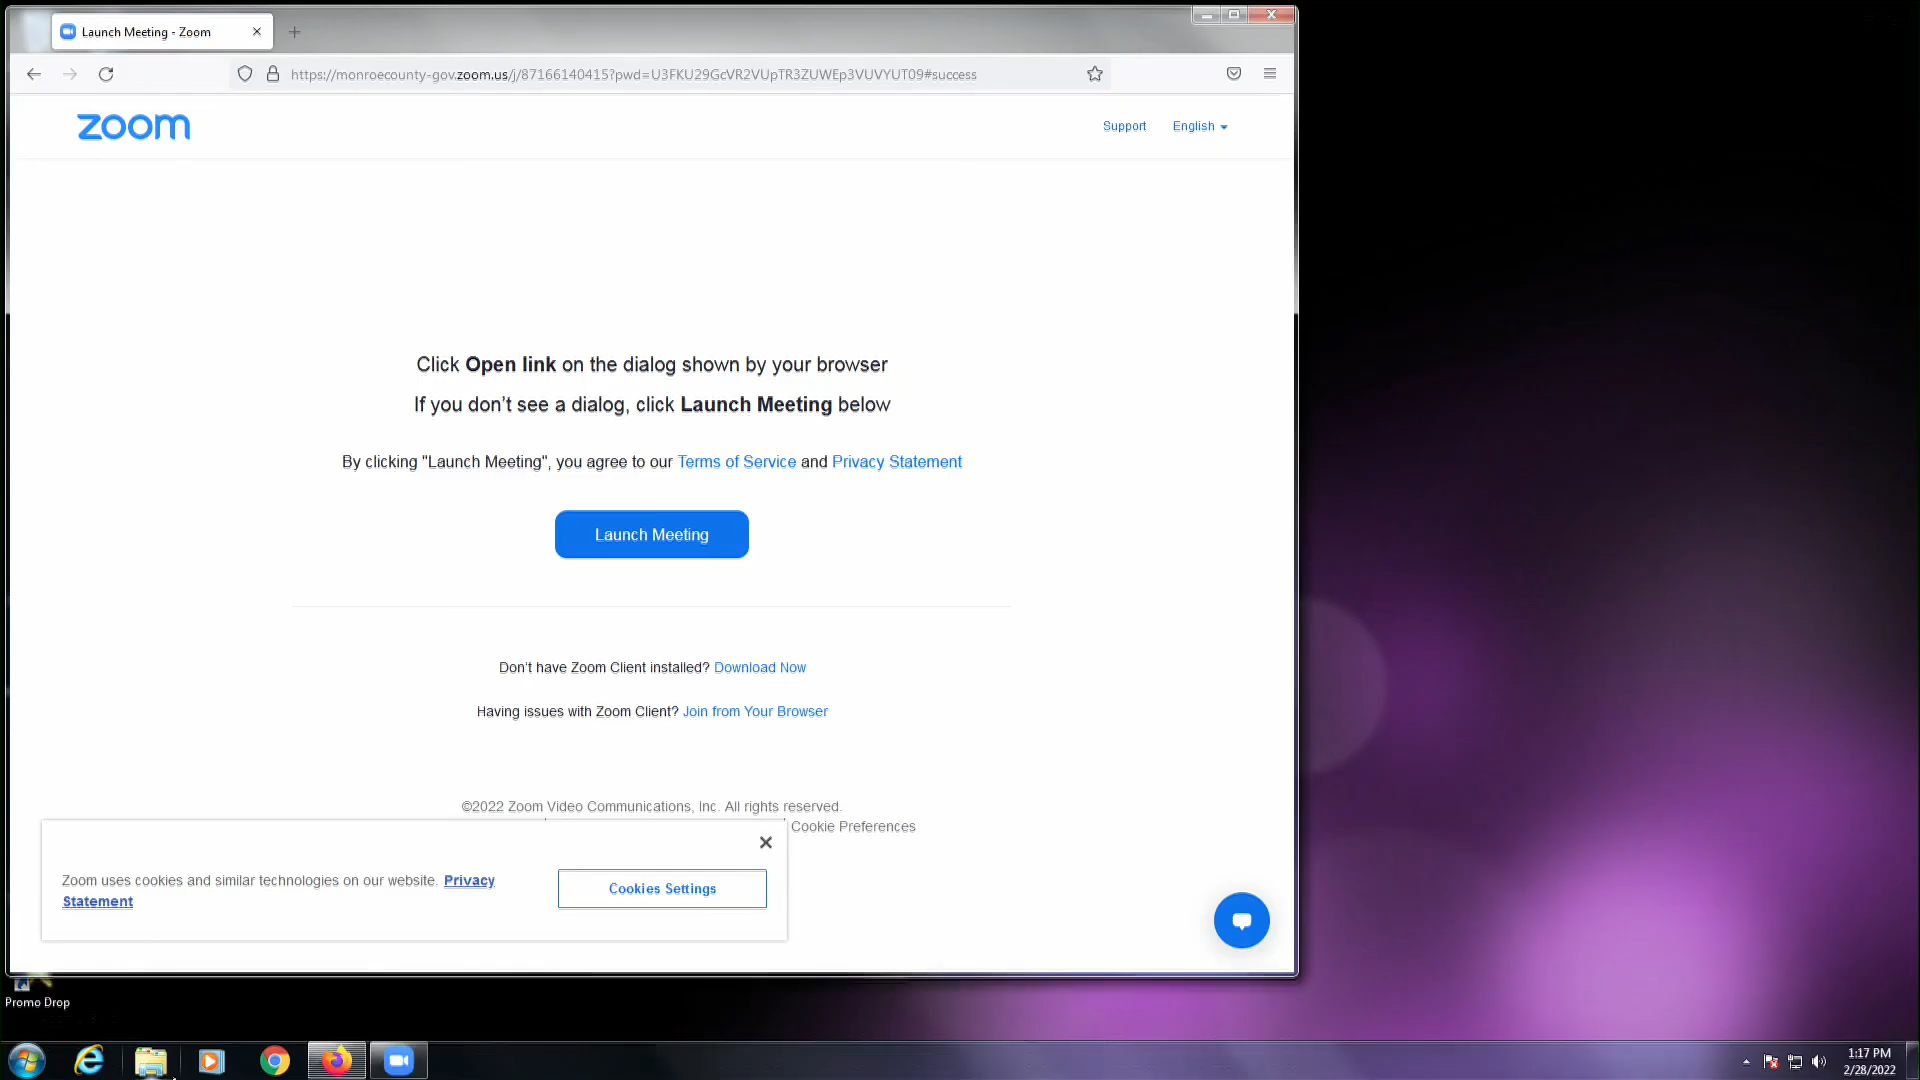 Launch Meeting - Zoom
https://monroecounty-gov.zoom.us/j/87166140415?pwd=U3FKU29GcVR2VUpTR3ZUWEp3VUVYUT09#success
zoom
Support English
Click Open link on the dialog shown by your browser
If you don’t see a dialog, click Launch Meeting below
By clicking "Launch Meeting", you agree to our Terms of Service and Privacy Statement
Launch Meeting
Don’t have Zoom Client installed? Download Now
Having issues with Zoom Client? Join from Your Browser
©2022 Zoom Video Communications, Inc. All rights reserved.
Cookie Preferences
Zoom uses cookies and similar technologies on our website. Privacy
Statement
Cookies Settings
Promo Drop
1:17 PM
2/28/2022